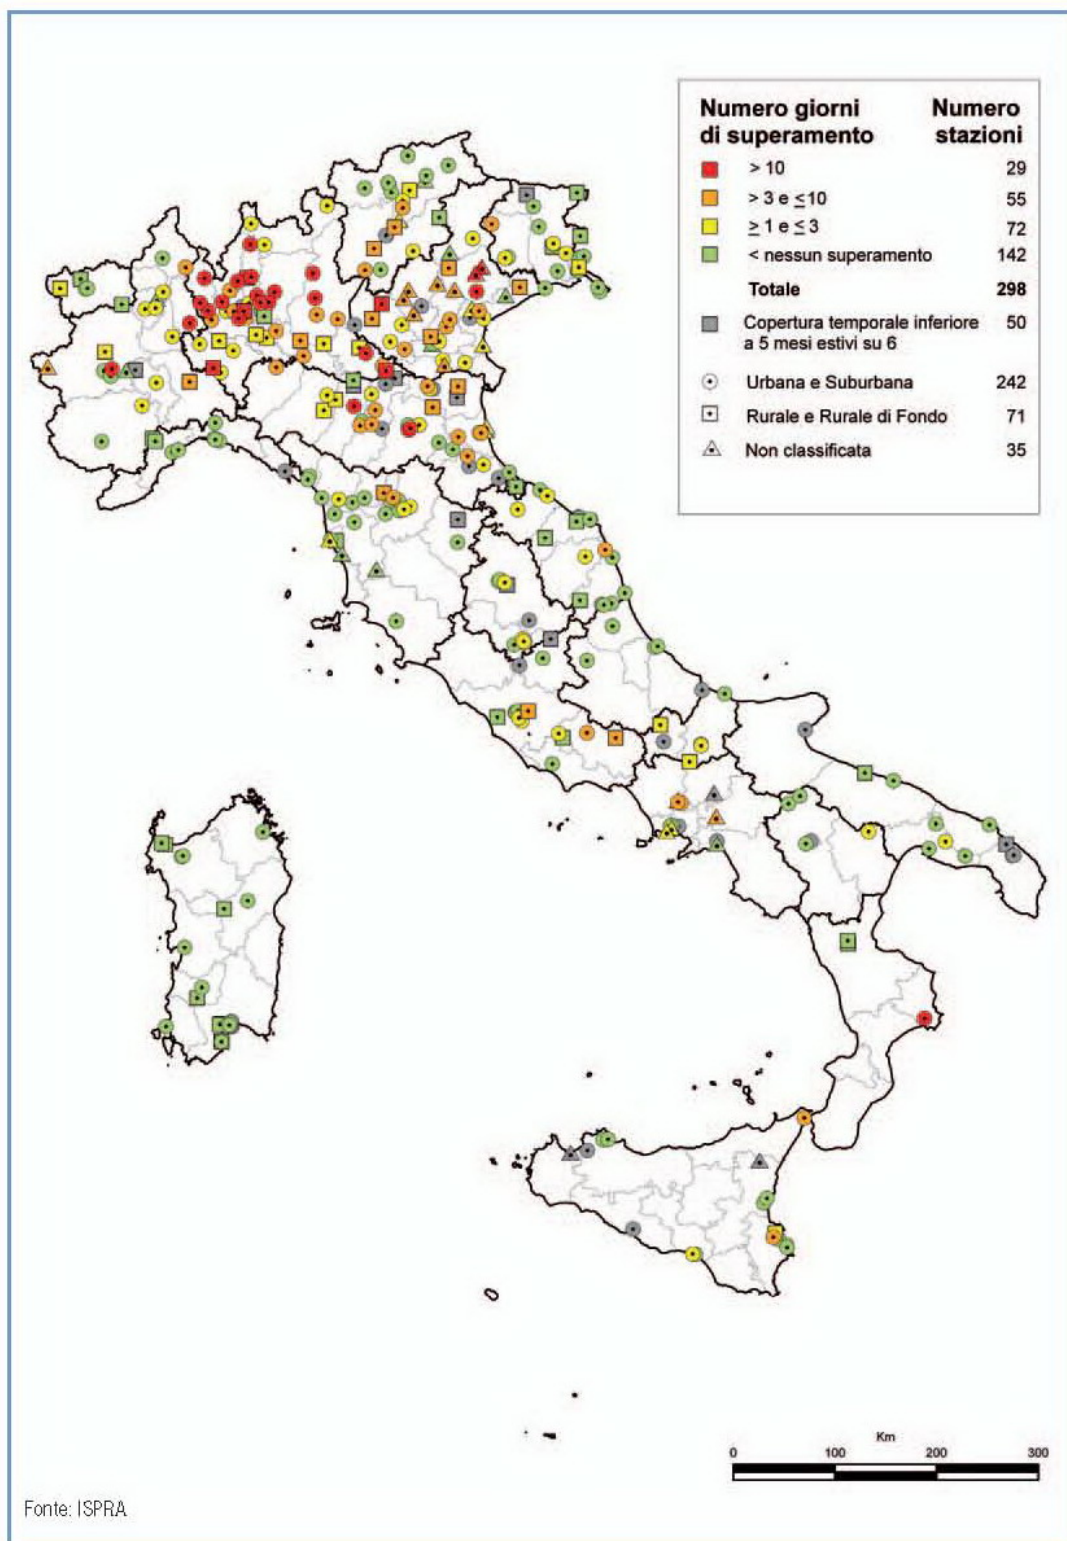 Numero giorni Numero
di superamento stazioni
> 10 29
> 3 e ≤10 55
≥ 1 e ≤ 3 72
< nessun superamento 142
Totale 298
Copertura temporale inferiore 50
a 5 mesi estivi su 6
Urbana e Suburbana 242
Rurale e Rurale di Fondo 71
Non classificata 35
Km
0 100 200 300
Fonte: ISPRA